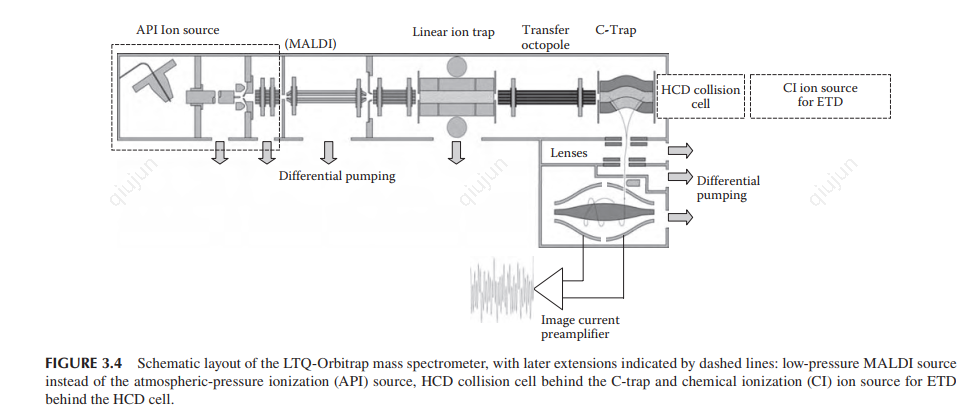 API Ion source
(MALDI)
Linear ion trap
Transfer
octopole
C-Trap
HCD collision
cell
CI ion source
for ETD
Lenses
Differential pumping
Differential
pumping
Image current
preamplifier
qiujun
qiujun
qiujun
FIGURE 3.4 Schematic layout of the LTQ-Orbitrap mass spectrometer, with later extensions indicated by dashed lines: low-pressure MALDI source
instead of the atmospheric-pressure ionization (API) source, HCD collision cell behind the C-trap and chemical ionization (CI) ion source for ETD
behind the HCD cell.